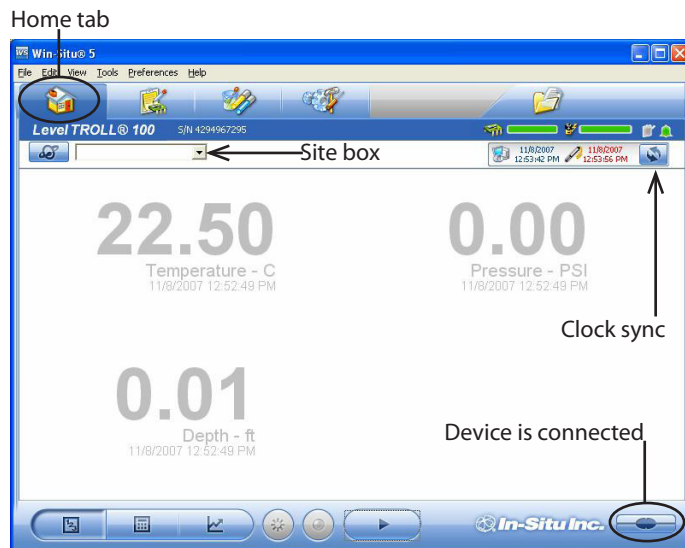 Home tab
Win-Situ® 5
File Edit View Tools Preferences Help
Level TROLL® 100 S/N 4294967295
Site box
11/8/2007 12:53:42 PM 11/8/2007 12:53:56 PM
22.50
Temperature - C
11/8/2007 12:52:49 PM
0.00
Pressure - PSI
11/8/2007 12:52:49 PM
Clock sync
0.01
Depth - ft
11/8/2007 12:52:49 PM
Device is connected
In-Situ Inc.